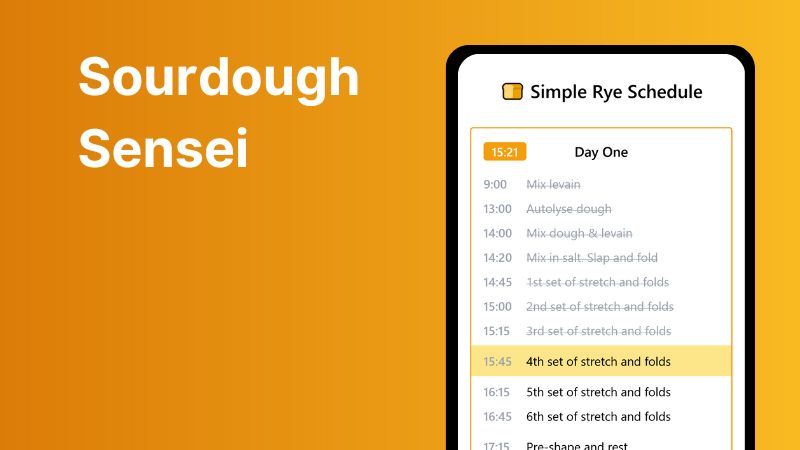 Sourdough
Sensei
Simple Rye Schedule
15:21 Day One
9:00 Mix levain
13:00 Autolyse dough
14:00 Mix dough & levain
14:20 Mix in salt. Slap and fold
14:45 1st set of stretch and folds
15:00 2nd set of stretch and folds
15:15 3rd set of stretch and folds
15:45 4th set of stretch and folds
16:15 5th set of stretch and folds
16:45 6th set of stretch and folds
17:15 Pre-shape and rest